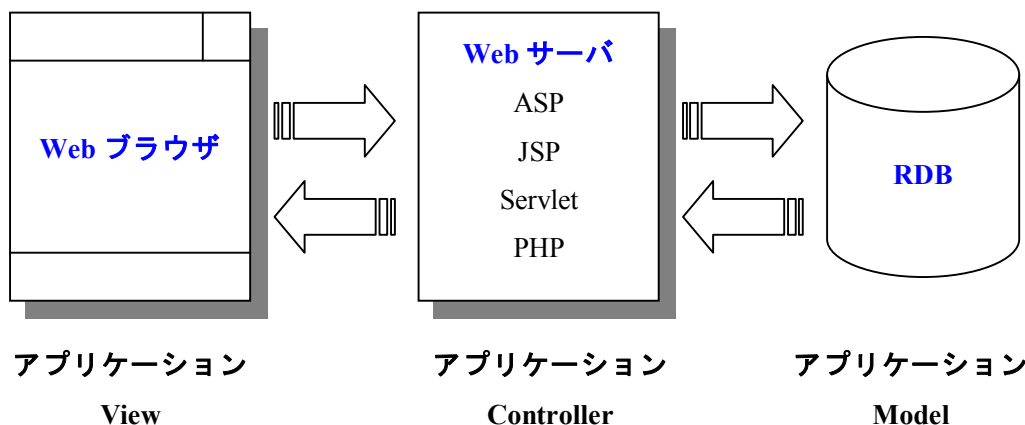 Web ブラウザ
Web サーバ
ASP
JSP
Servlet
PHP
RDB
アプリケーション
View
アプリケーション
Controller
アプリケーション
Model